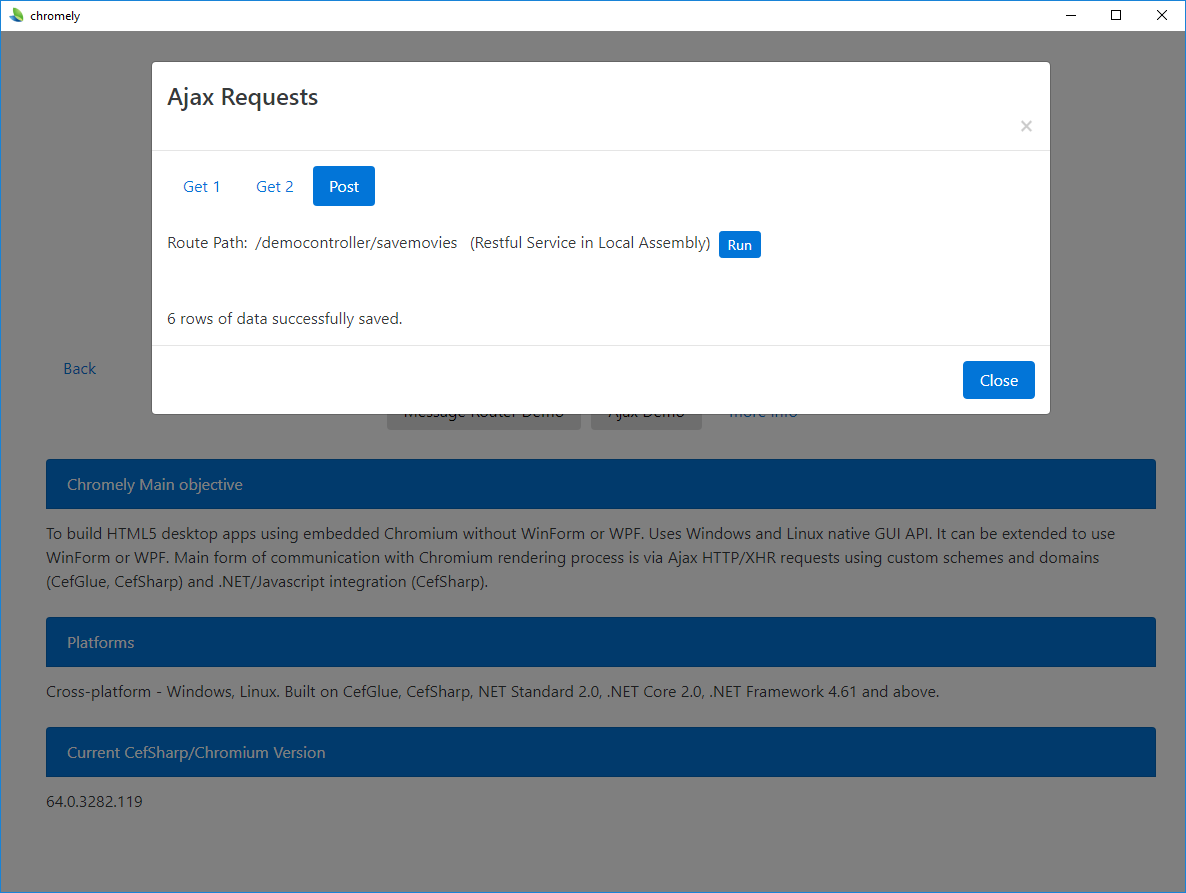 chromely
Ajax Requests
×
Get 1 Get 2 Post
Route Path: /democontroller/savemovies (Restful Service in Local Assembly) Run
6 rows of data successfully saved.
Back
Close
Message Router Demo Ajax Demo More Info
Chromely Main objective
To build HTML5 desktop apps using embedded Chromium without WinForm or WPF. Uses Windows and Linux native GUI API. It can be extended to use
WinForm or WPF. Main form of communication with Chromium rendering process is via Ajax HTTP/XHR requests using custom schemes and domains
(CefGlue, CefSharp) and .NET/Javascript integration (CefSharp).
Platforms
Cross-platform - Windows, Linux. Built on CefGlue, CefSharp, NET Standard 2.0, .NET Core 2.0, .NET Framework 4.61 and above.
Current CefSharp/Chromium Version
64.0.3282.119